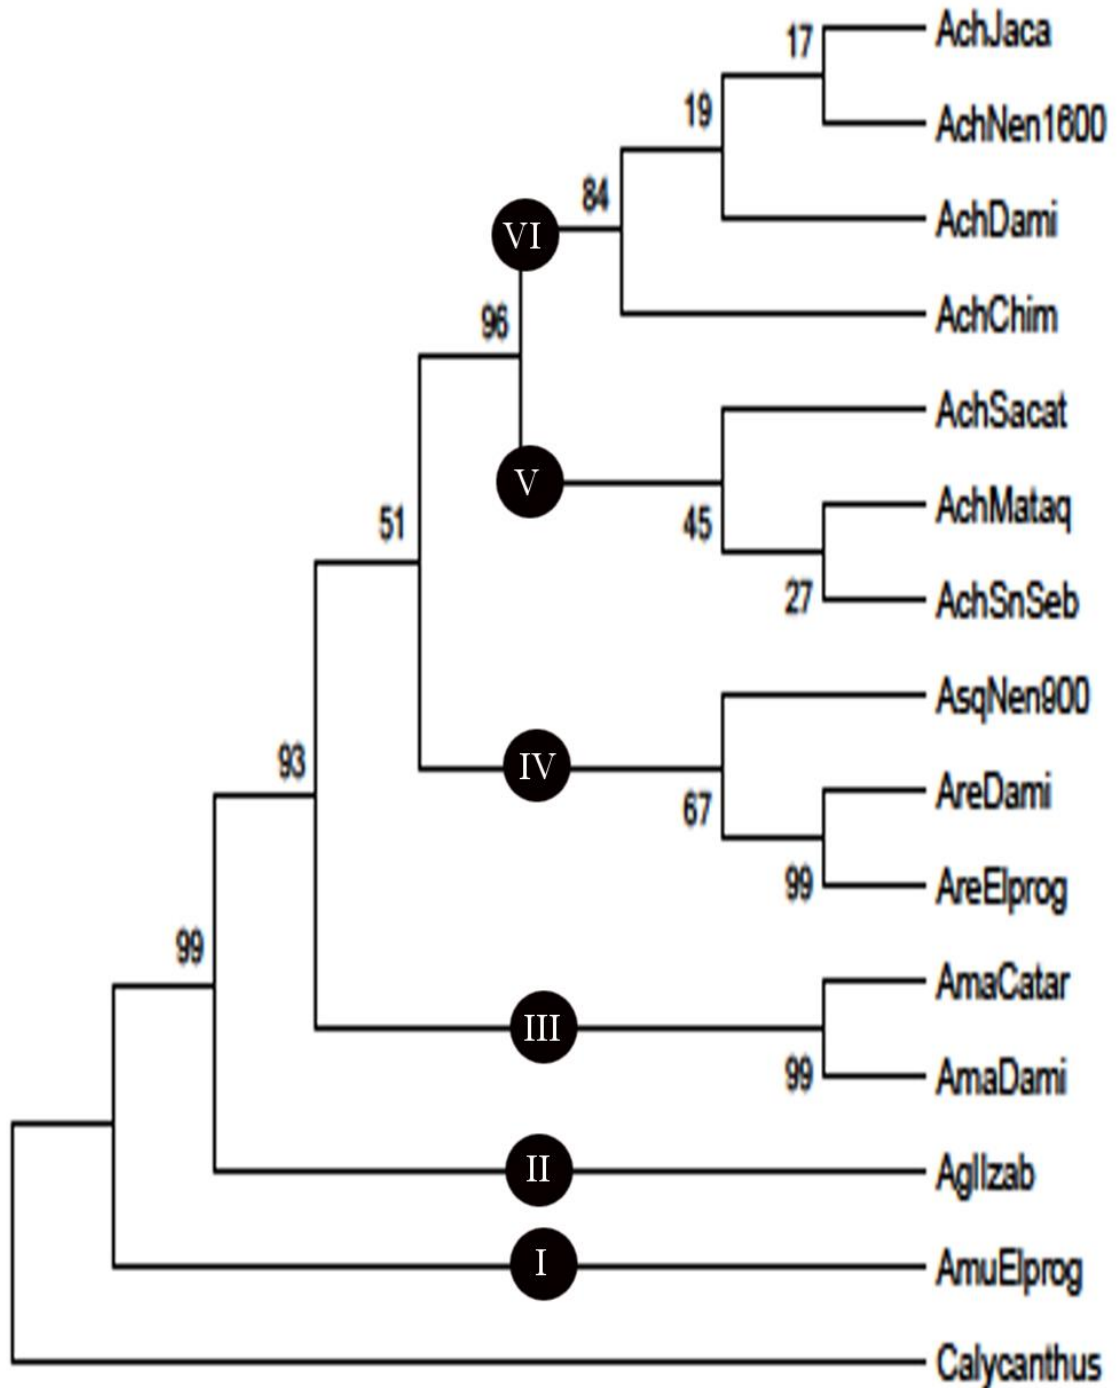 AchJaca
17
AchNen1600
19
AchDami
84
VI
AchChim
96
AchSacat
V
AchMataq
45
51
27
AchSnSeb
AsqNen900
IV
93
AreDami
67
99
AreElprog
99
AmaCatar
III
AmaDami
99
II
AglIzab
I
AmuElprog
Calycanthus